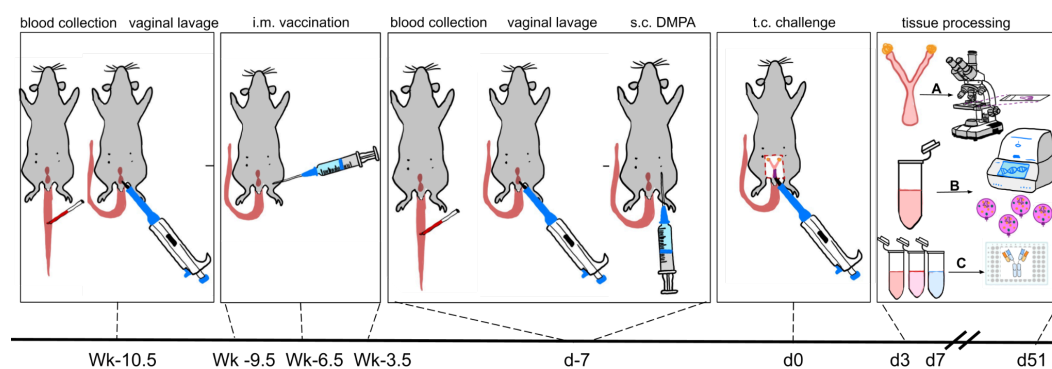 blood collection vaginal lavage i.m. vaccination blood collection vaginal lavage s.c. DMPA t.c. challenge tissue processing
A
B
C
Wk-10.5 Wk -9.5 Wk-6.5 Wk-3.5 d-7 d0 d3 d7 d51